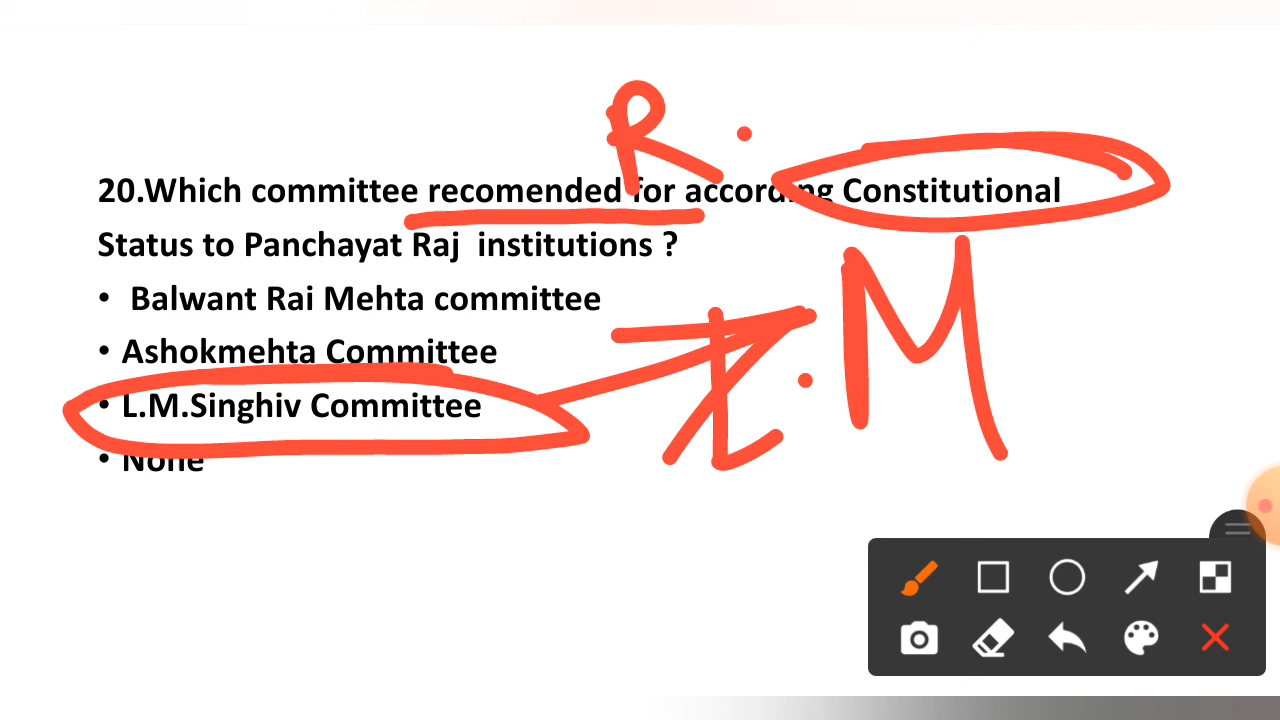 R.
20.Which committee recomended for according Constitutional
Status to Panchayat Raj institutions ?
• Balwant Rai Mehta committee
• Ashokmehta Committee
• L.M.Singhiv Committee
L.M
• None